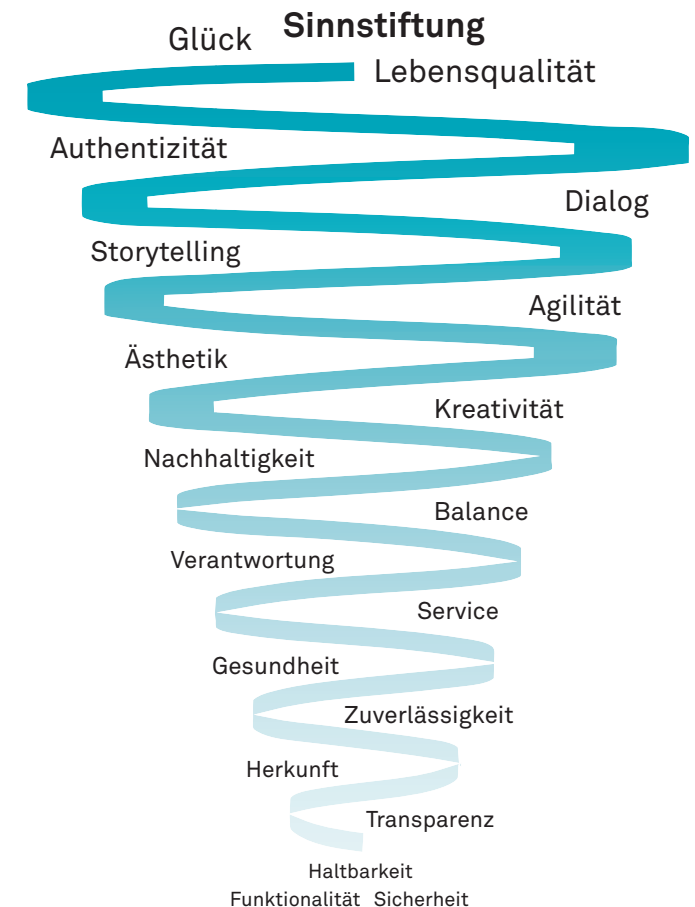 Sinnstiftung
Glück
Lebensqualität
Authentizität
Dialog
Storytelling
Agilität
Ästhetik
Kreativität
Nachhaltigkeit
Balance
Verantwortung
Service
Gesundheit
Zuverlässigkeit
Herkunft
Transparenz
Haltbarkeit
Funktionalität Sicherheit